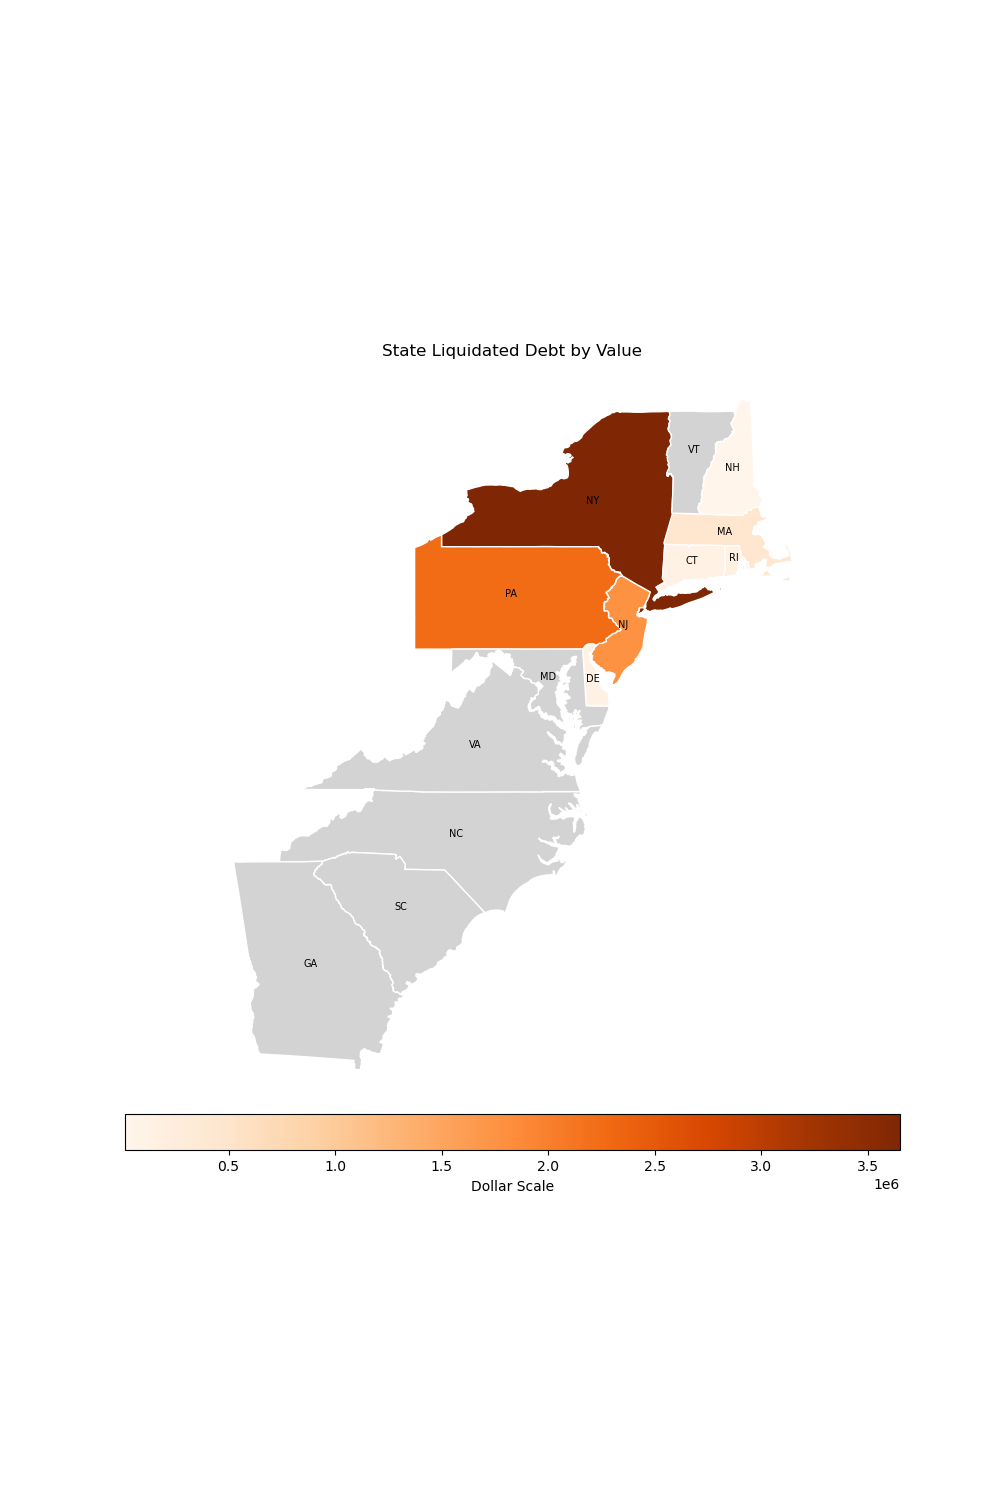 State Liquidated Debt by Value
VT
NH
NY
MA
RI
CT
PA
NJ
MD
DE
VA
NC
SC
GA
0.5 1.0 1.5 2.0 2.5 3.0 3.5
1e6
Dollar Scale